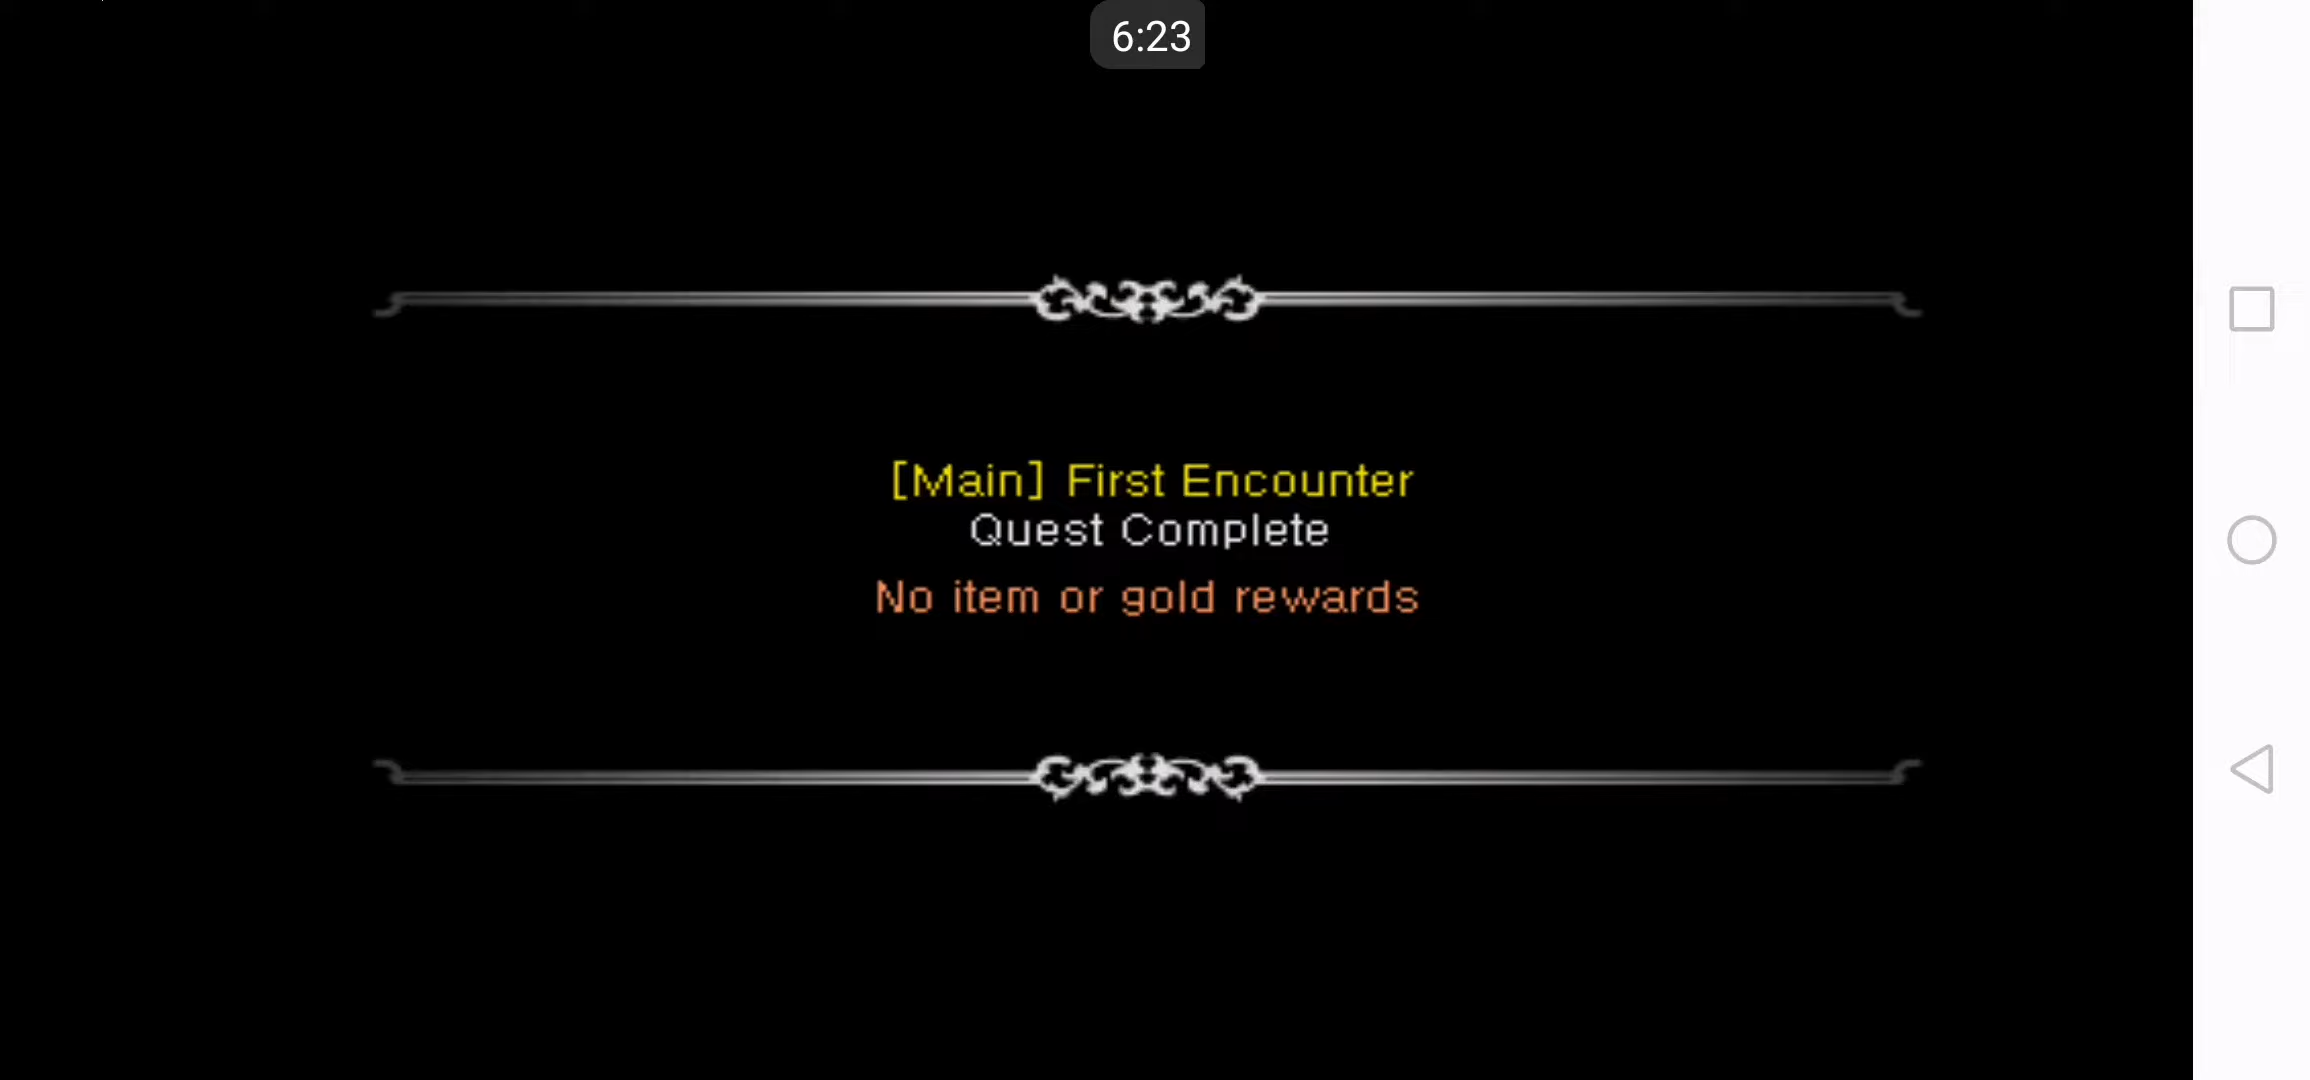 6:23
[Main] First Encounter
Quest Complete
No item or gold rewards